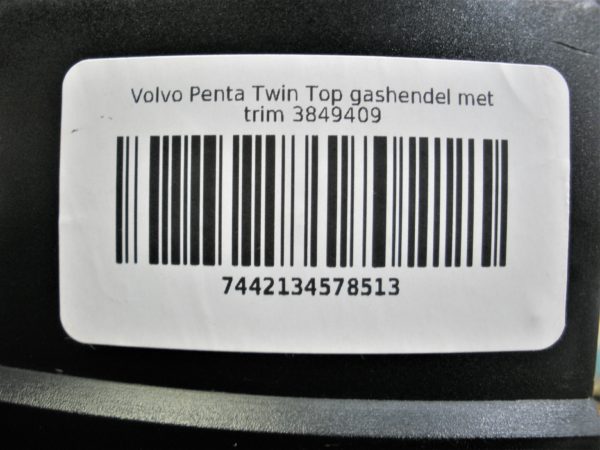 Volvo Penta Twin Top gashendel met
trim 3849409
7442134578513